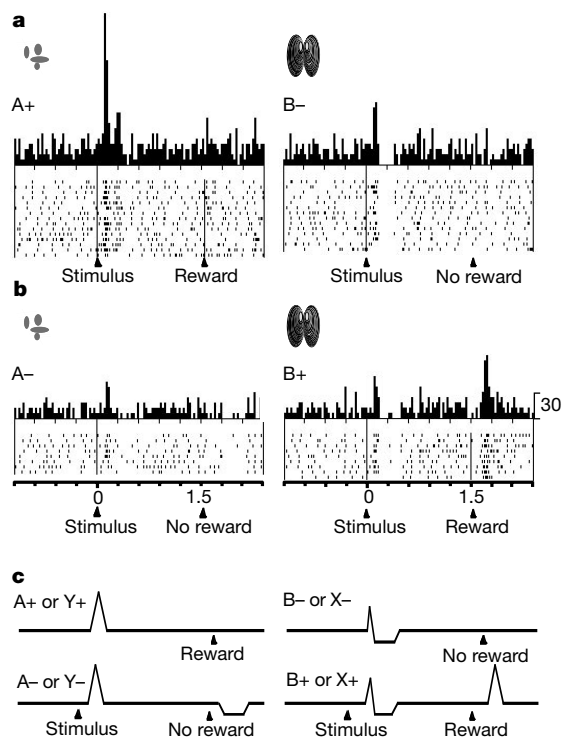 a
A+
B−
Stimulus
Reward
Stimulus
No reward
b
A−
B+
30
0
1.5
0
1.5
Stimulus
No reward
Stimulus
Reward
c
A+ or Y+
B− or X−
Reward
No reward
A− or Y−
B+ or X+
Stimulus
No reward
Stimulus
Reward